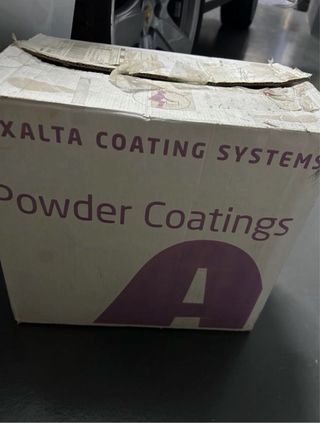 XALTA COATING SYSTEMS
Powder Coatings
A